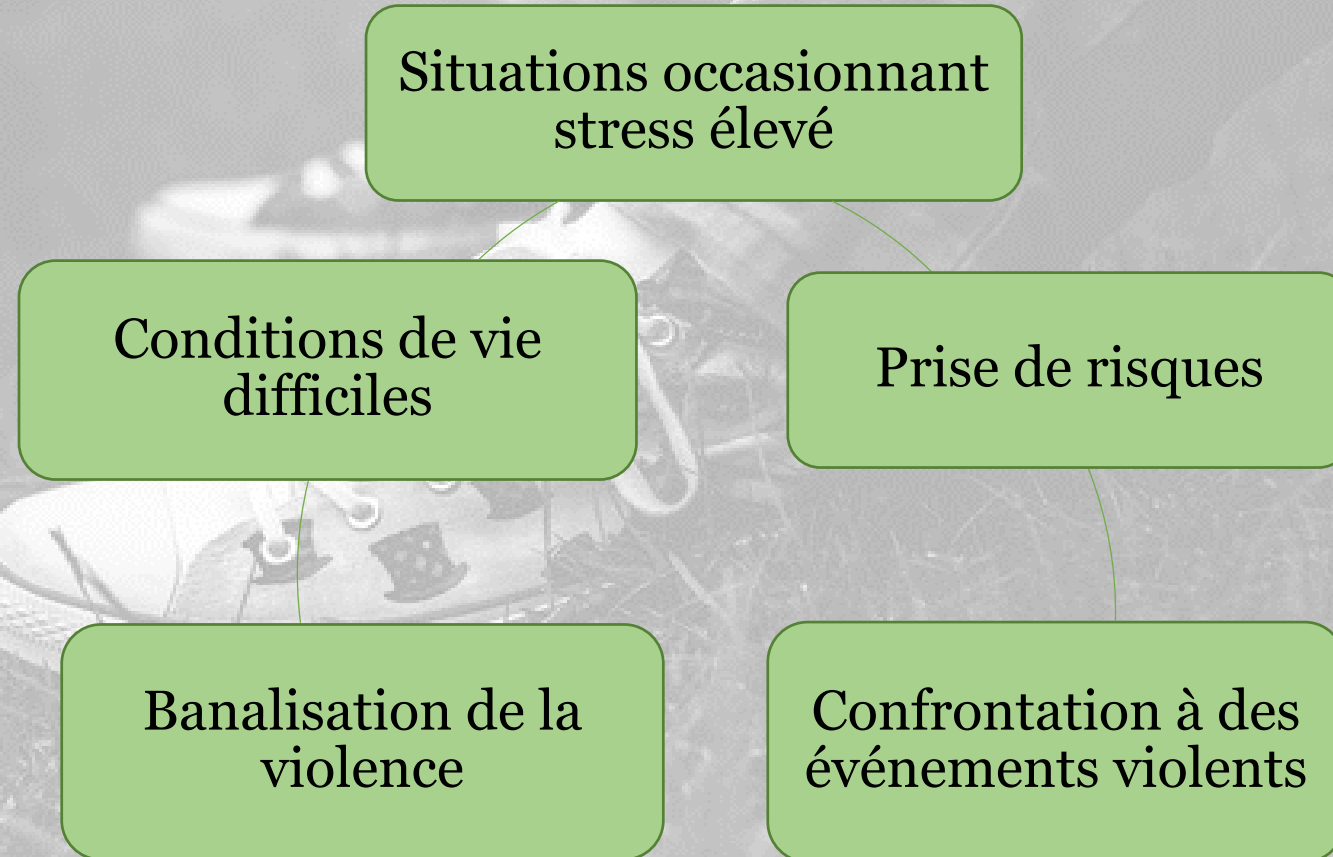 Situations occasionnant
stress élevé
Conditions de vie
difficiles
Prise de risques
Banalisation de la
violence
Confrontation à des
événements violents